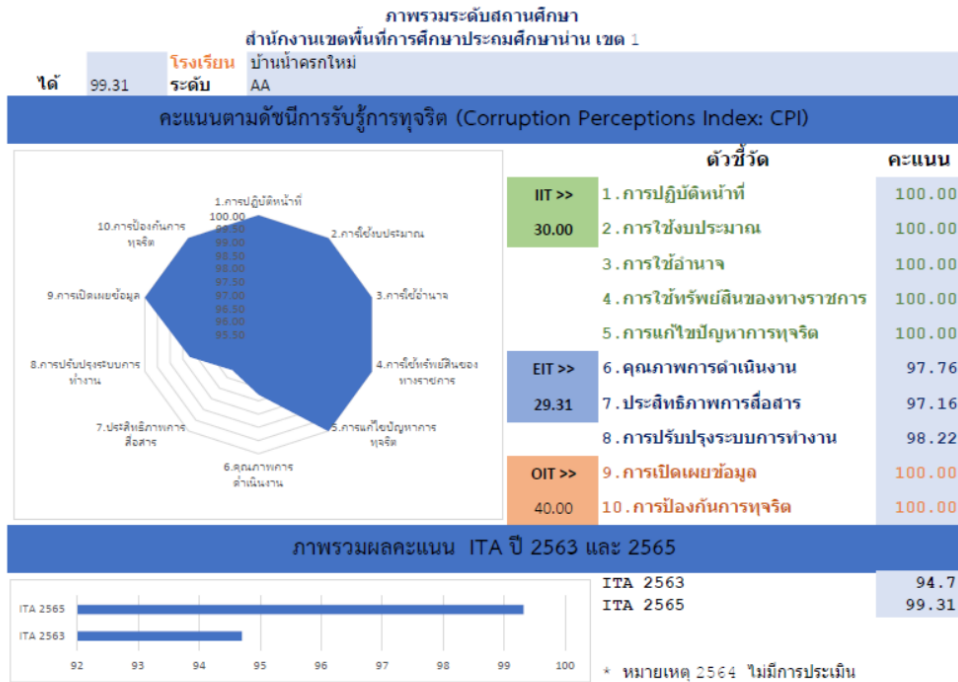 ภาพรวมระดับสถานศึกษา
สำนักงานเขตพื้นที่การศึกษาประถมศึกษาน่าน เขต 1
โรงเรียน บ้านน้ำครกใหม่
ได้ 99.31 ระดับ AA
คะแนนตามดัชนีการรับรู้การทุจริต (Corruption Perceptions Index: CPI)
1.การปฏิบัติหน้าที่
2.การใช้งบประมาณ
3.การใช้อำนาจ
4.การใช้ทรัพย์สินของ
ทางราชการ
5.การแก้ไขปัญหาการ
ทุจริต
6.คุณภาพการ
ดำเนินงาน
7.ประสิทธิภาพการ
สื่อสาร
8.การปรับปรุงระบบการ
ทำงาน
9.การเปิดเผยข้อมูล
10.การป้องกันการ
ทุจริต
100.00
99.50
99.00
98.50
98.00
97.50
97.00
96.50
96.00
95.50
ตัวชี้วัด คะแนน
IIT >> 1.การปฏิบัติหน้าที่ 100.00
30.00 2.การใช้งบประมาณ 100.00
3.การใช้อำนาจ 100.00
4.การใช้ทรัพย์สินของทางราชการ 100.00
5.การแก้ไขปัญหาการทุจริต 100.00
EIT >> 6.คุณภาพการดำเนินงาน 97.76
29.31 7.ประสิทธิภาพการสื่อสาร 97.16
8.การปรับปรุงระบบการทำงาน 98.22
OIT >> 9.การเปิดเผยข้อมูล 100.00
40.00 10.การป้องกันการทุจริต 100.00
ภาพรวมผลคะแนน ITA ปี 2563 และ 2565
ITA 2565
ITA 2563
92 93 94 95 96 97 98 99 100
ITA 2563 94.7
ITA 2565 99.31
* หมายเหตุ 2564 ไม่มีการประเมิน